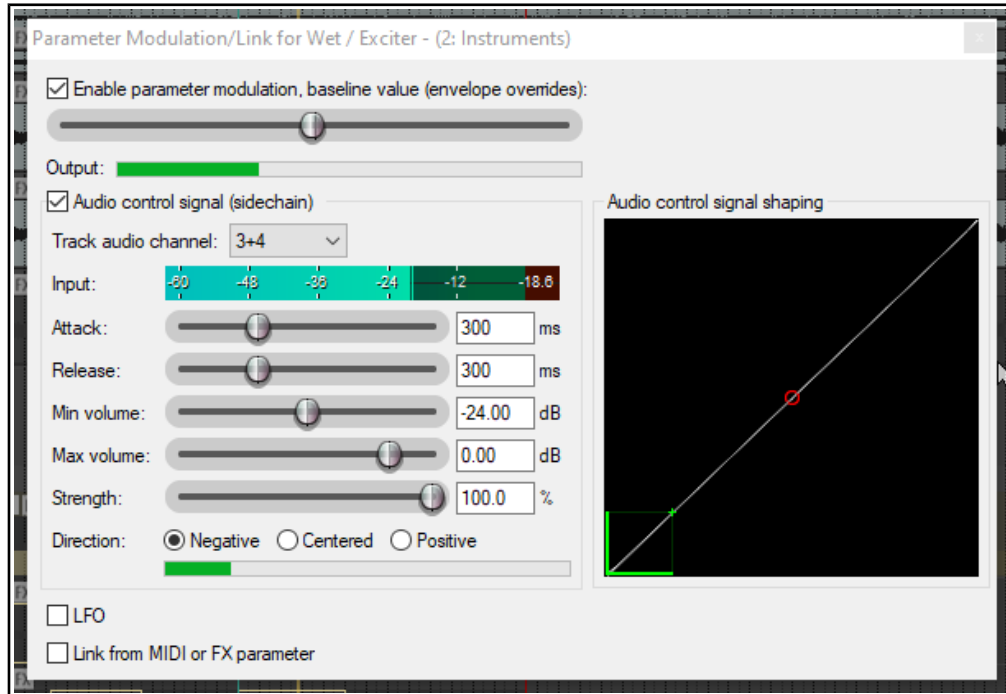 Parameter Modulation/Link for Wet / Exciter - (2: Instruments)
x
Enable parameter modulation, baseline value (envelope overrides):
Output:
Audio control signal (sidechain)
Audio control signal shaping
Track audio channel: 3+4
Input: -60 -48 -36 -24 -12 -18.6
Attack: 300 ms
Release: 300 ms
Min volume: -24.00 dB
Max volume: 0.00 dB
Strength: 100.0 %
Direction: Negative Centered Positive
LFO
Link from MIDI or FX parameter
FX